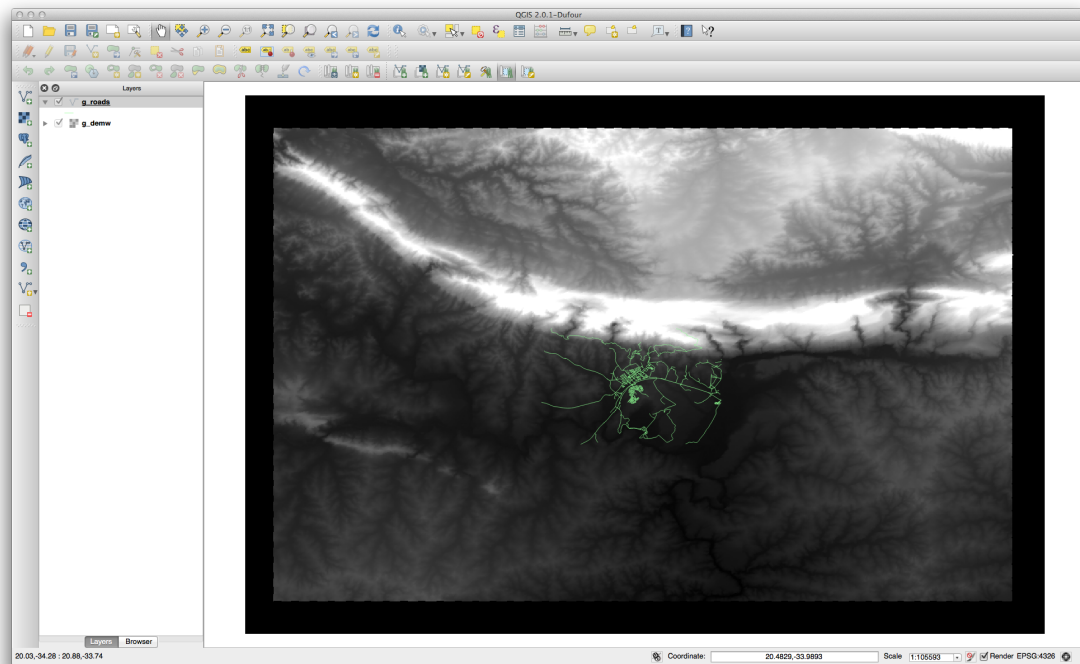 QGIS 2.0.1-Dufour
Layers
g_roads
g_demw
Layers Browser
20.03,-34.28 : 20.88,-33.74
Coordinate: 20.4829,-33.9893 Scale 1:105593 Render EPSG:4326